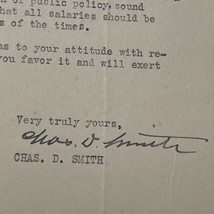 of public policy, sound
that all salaries should be
s of the times.
as to your attitude with re-
you favor it and will exert
Very truly yours,
Chas. D. Smith
CHAS. D. SMITH